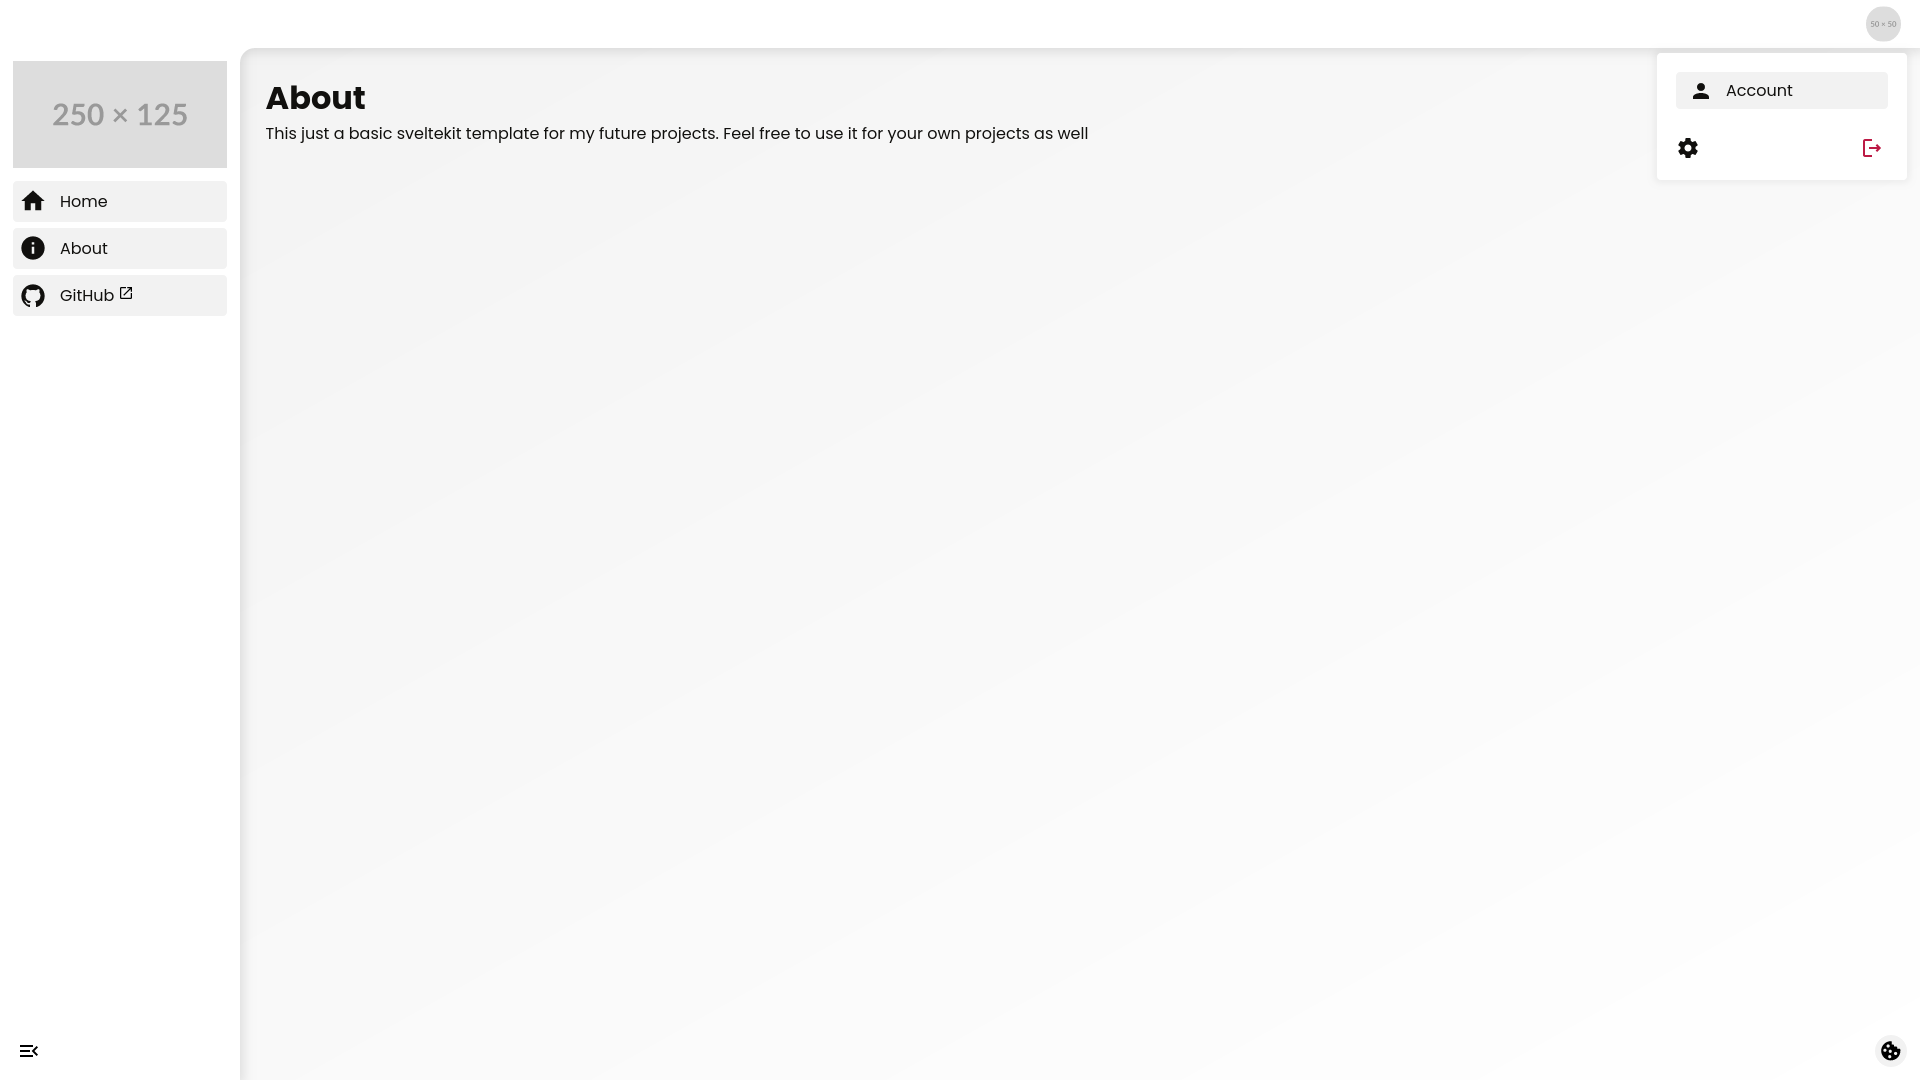 50 × 50
250 × 125
Home
About
GitHub
About
This just a basic sveltekit template for my future projects. Feel free to use it for your own projects as well
Account